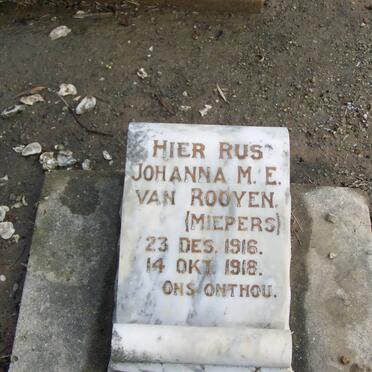 HIER RUS
JOHANNA M. E.
VAN ROOYEN.
(MIEPERS)
23 DES. 1916.
14 OKT. 1918.
ONS ONTHOU.